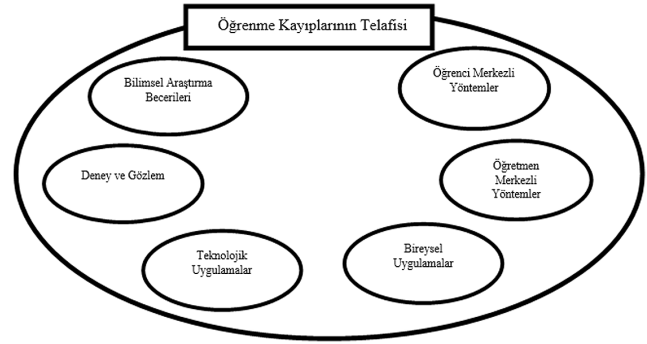 Öğrenme Kayıplarının Telafisi
Bilimsel Araştırma
Becerileri
Öğrenci Merkezli
Yöntemler
Deney ve Gözlem
Öğretmen
Merkezli
Yöntemler
Teknolojik
Uygulamalar
Bireysel
Uygulamalar